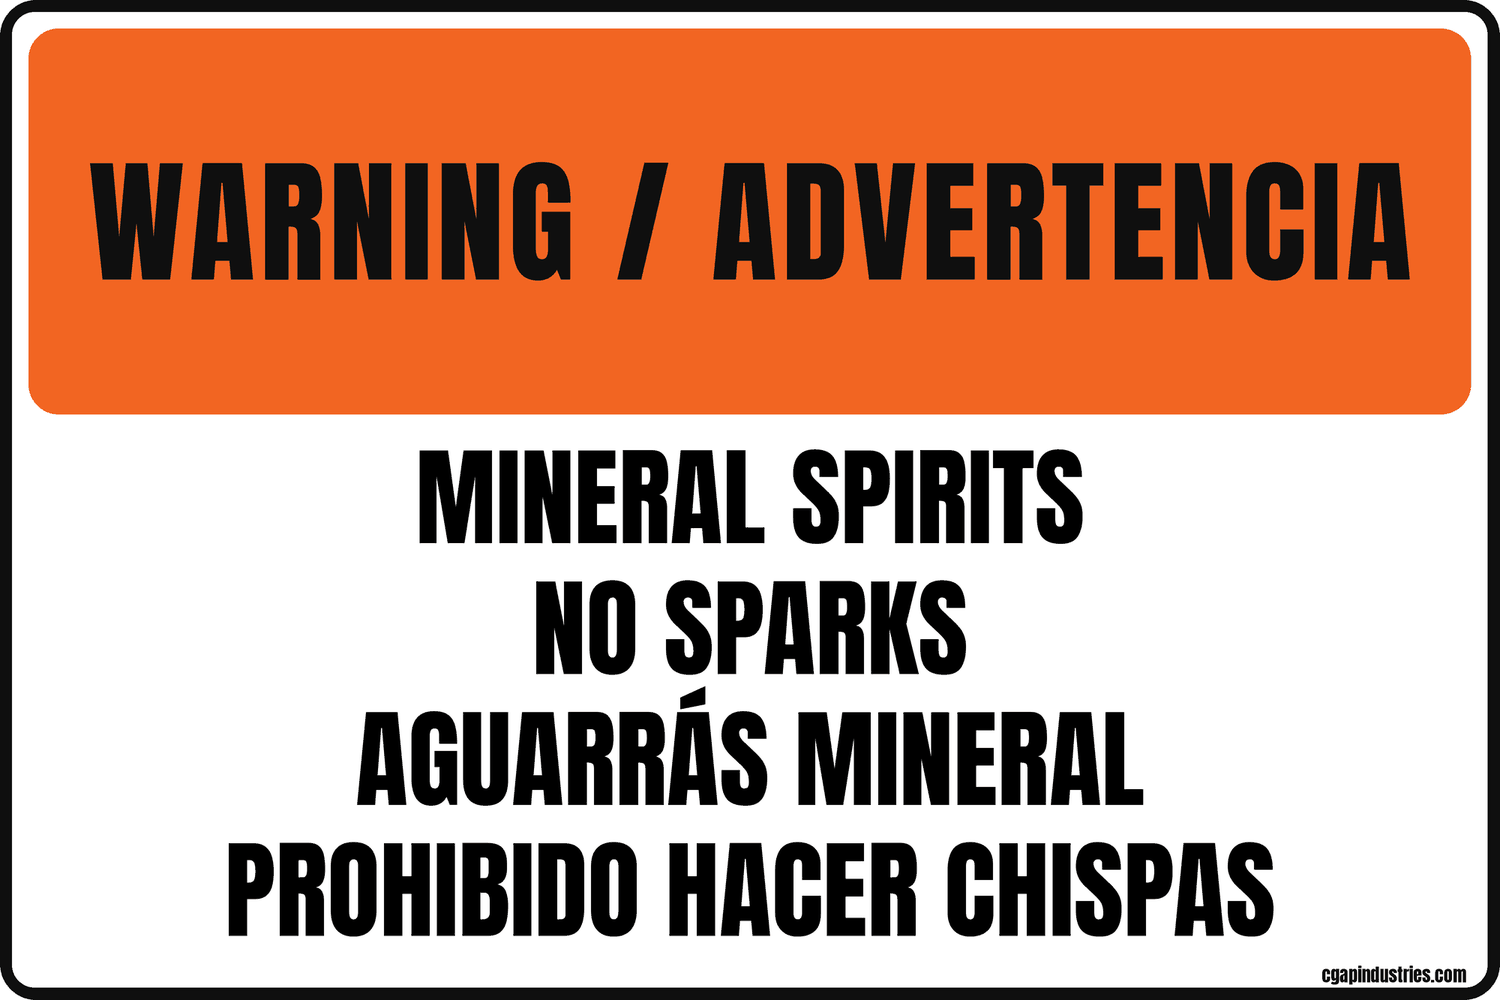 WARNING / ADVERTENCIA
MINERAL SPIRITS
NO SPARKS
AGUARRÁS MINERAL
PROHIBIDO HACER CHISPAS
cgapindustries.com